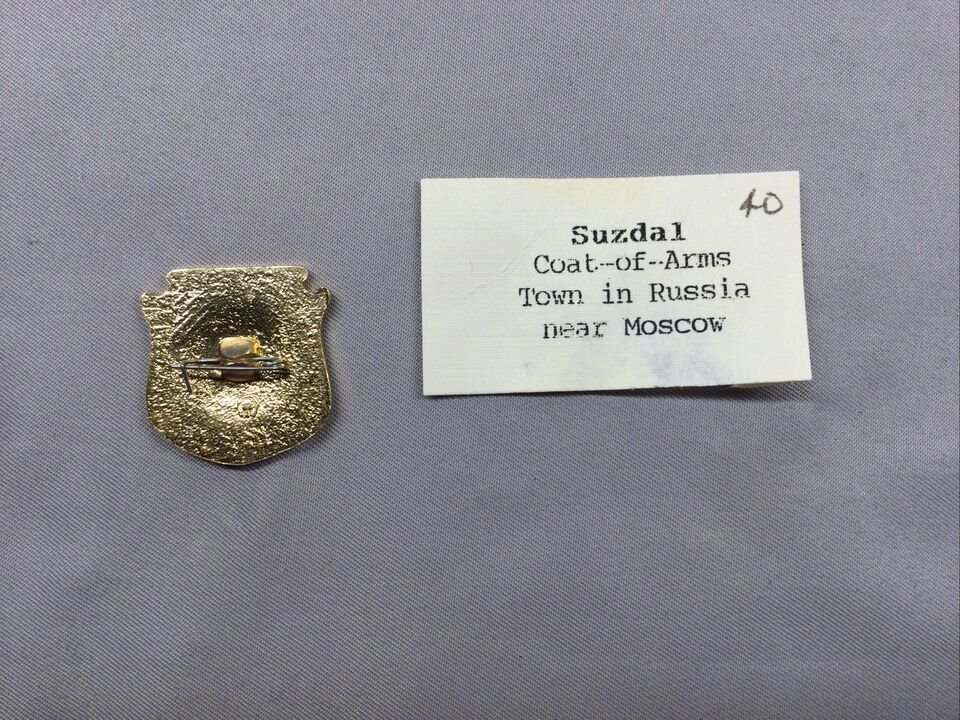 40
Suzdal
Coat-of-Arms
Town in Russia
near Moscow